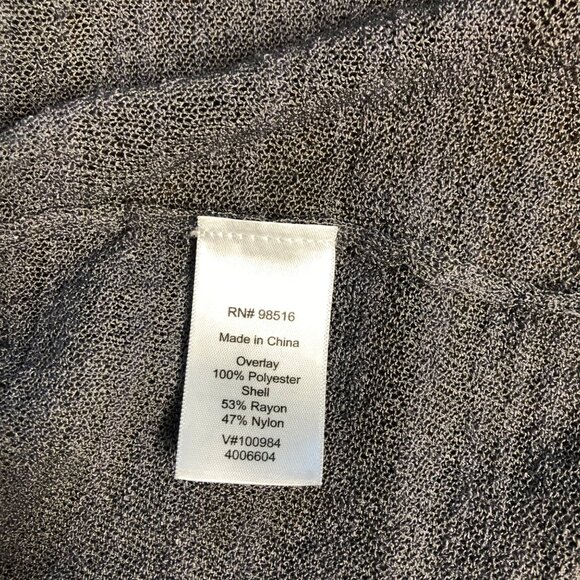 RN# 98516
Made in China
Overlay
100% Polyester
Shell
53% Rayon
47% Nylon
V#100984
4006604